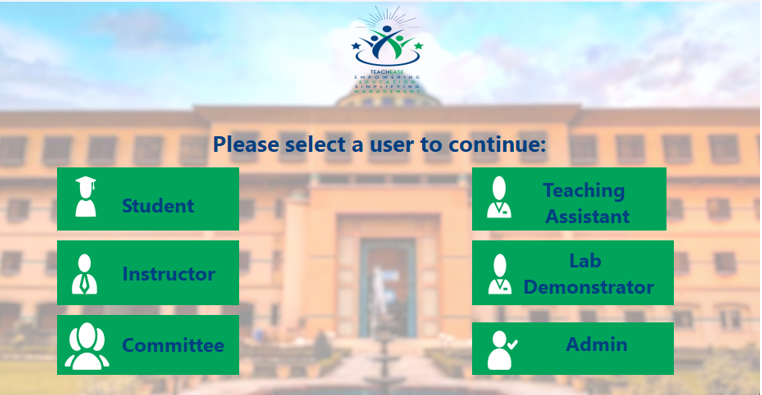 TEACHEASE
EMPOWERING
EDUCATION
SIMPLIFYING
MANAGEMENT
Please select a user to continue:
Student
Teaching
Assistant
Instructor
Lab
Demonstrator
Committee
Admin